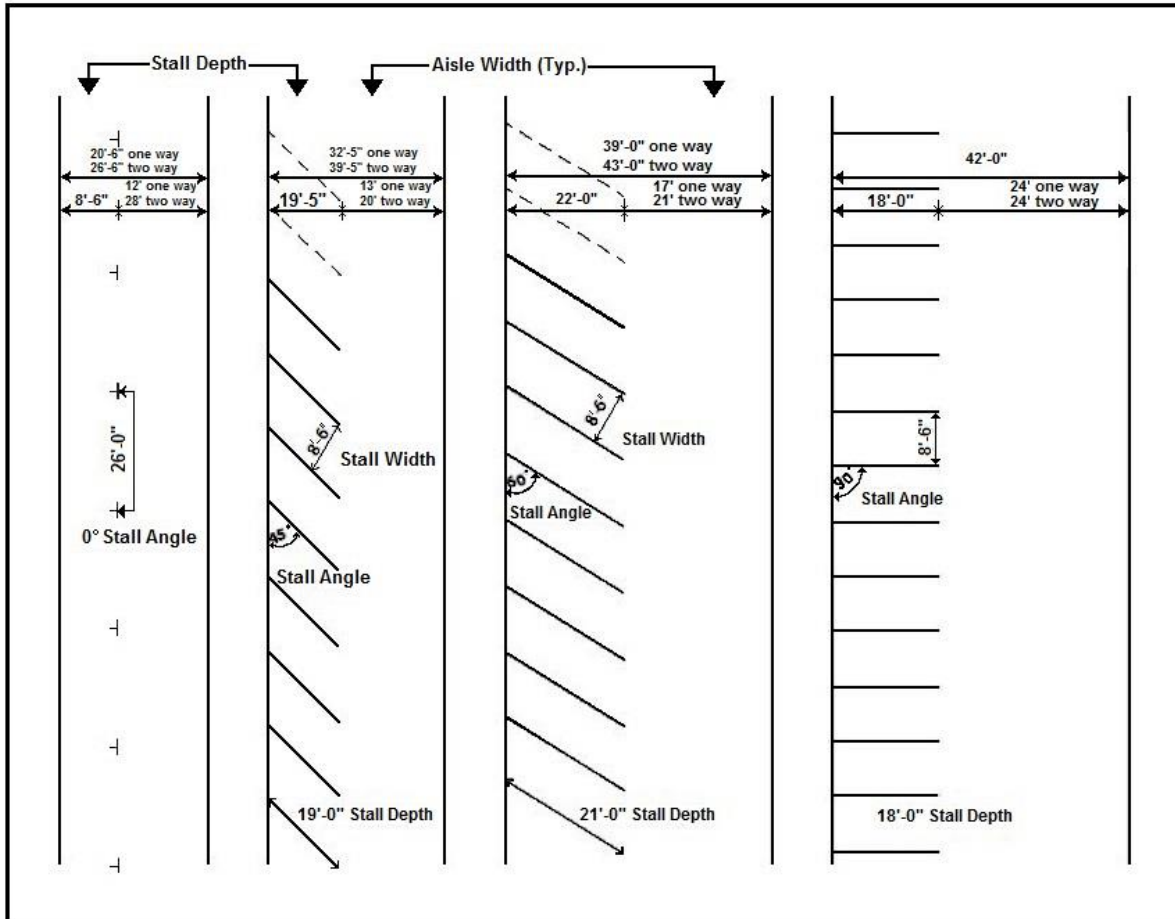 Stall Depth
Aisle Width (Typ.)
20'-6" one way
26'-6" two way
12' one way
8'-6"
28' two way
32'-5" one way
39'-5" two way
13' one way
19'-5"
20' two way
39'-0" one way
43'-0" two way
17' one way
22'-0"
21' two way
42'-0"
24' one way
18'-0"
24' two way
26'-0"
0° Stall Angle
8'-6"
Stall Width
45°
Stall Angle
19'-0" Stall Depth
8'-6"
Stall Width
60°
Stall Angle
21'-0" Stall Depth
8'-6"
90°
Stall Angle
18'-0" Stall Depth